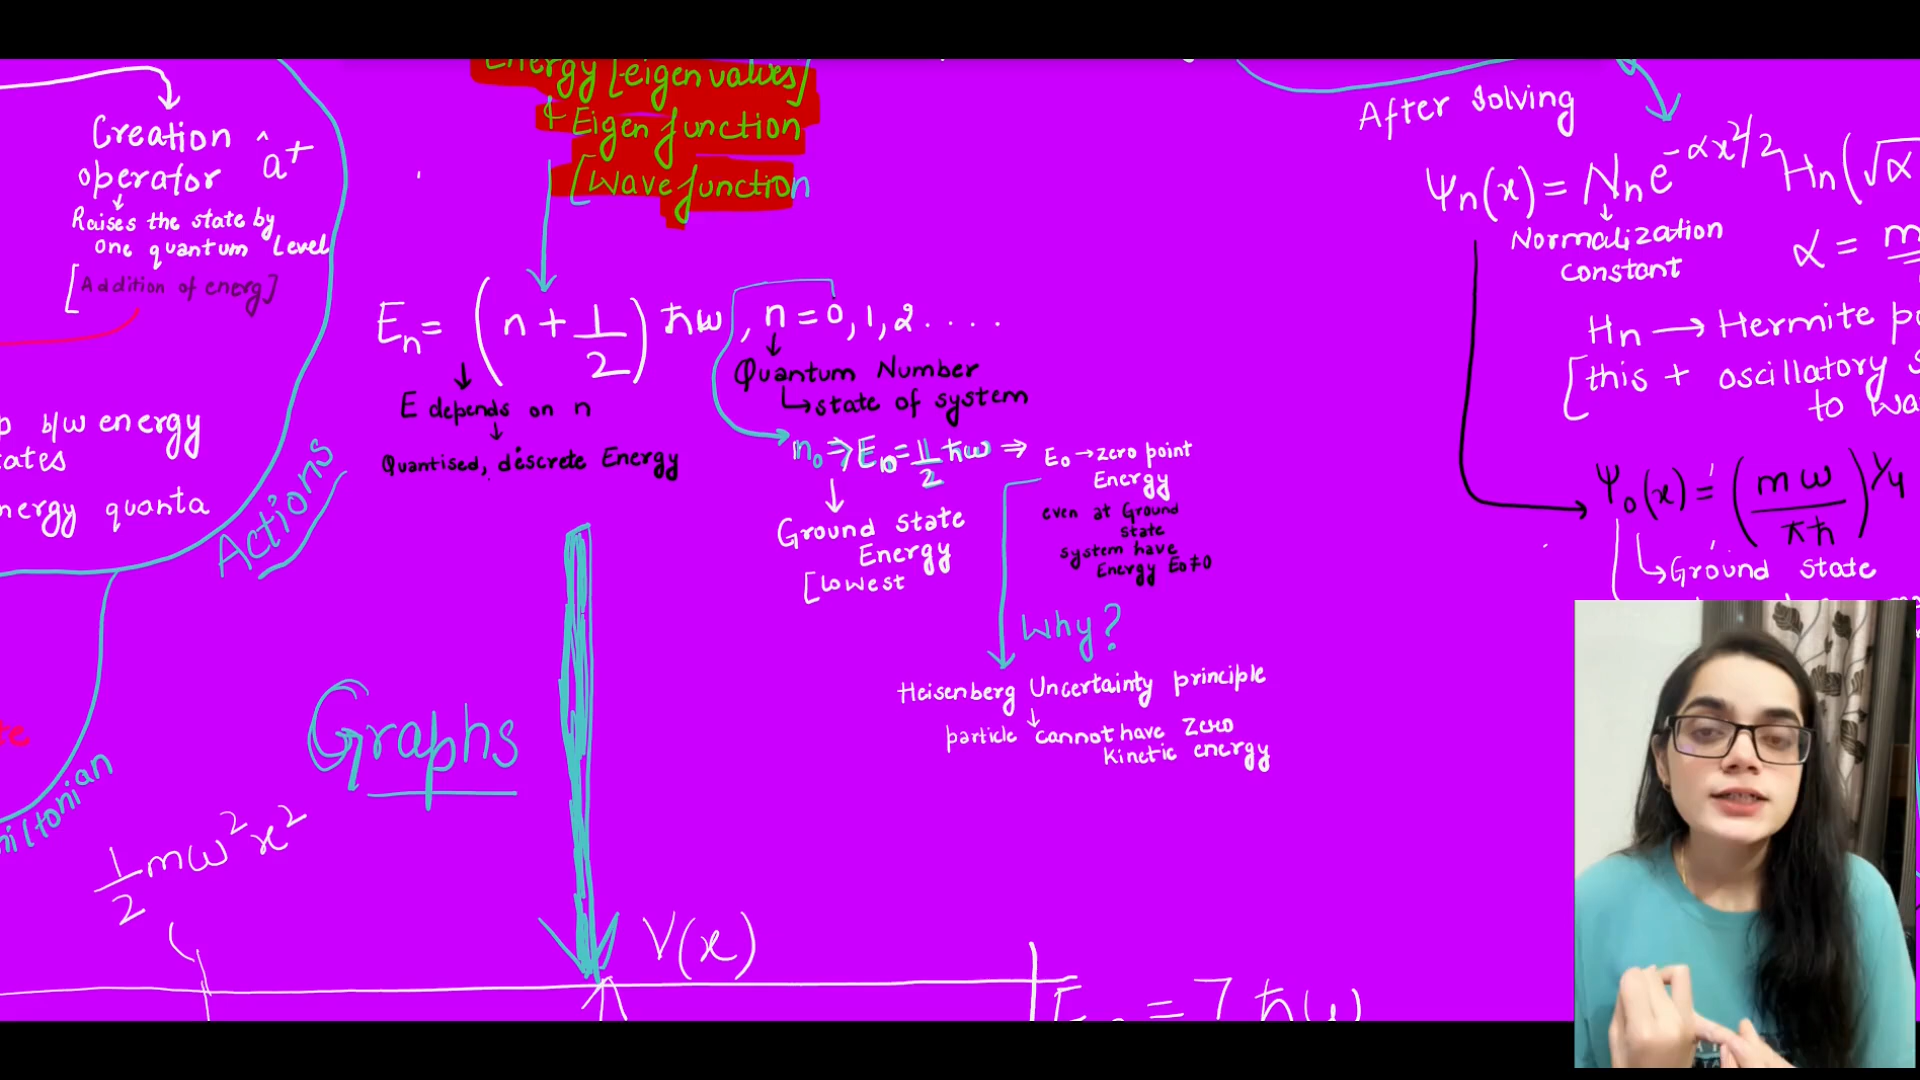 Creation
operator â+
Raises the state by
one quantum level
[Addition of energ]
b/w energy
quanta
Actions
Energy [eigen values]
+ Eigen function
[Wave function
En = (n + 1/2) ħω, n = 0, 1, 2 . . . .
E depends on n
Quantised, discrete Energy
Quantum Number
state of system
n0 ⇒ E0 = 1/2 ħω ⇒
E0 → zero point
Energy
even at Ground
state
system have
Energy E0≠0
Ground state
Energy
[lowest
Why?
Heisenberg Uncertainty principle
particle cannot have zero
kinetic energy
Graphs
1/2 mω²x²
V(x)
= 7 ħω
After solving
Ψn(x) = Nn e^-αx²/2 Hn(√α
Normalization
constant
α = m
Hn → Hermite po
[this + oscillatory s
to wa
Ψ0(x) = (mω/πħ)^1/4
Ground state